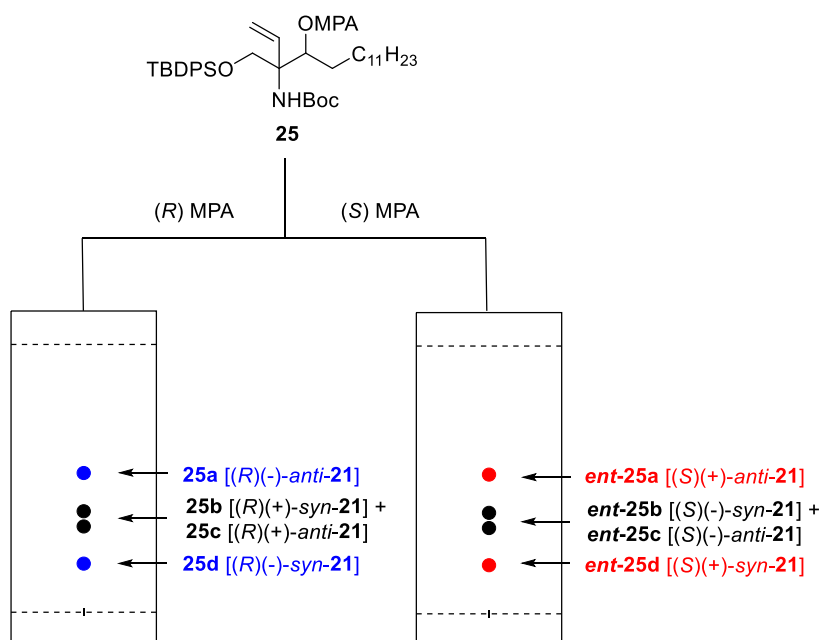 OMPA
C11H23
TBDPSO
NHBoc
25
(R) MPA
(S) MPA
25a [(R)(-)-anti-21]
25b [(R)(+)-syn-21] +
25c [(R)(+)-anti-21]
25d [(R)(-)-syn-21]
ent-25a [(S)(+)-anti-21]
ent-25b [(S)(-)-syn-21] +
ent-25c [(S)(-)-anti-21]
ent-25d [(S)(+)-syn-21]